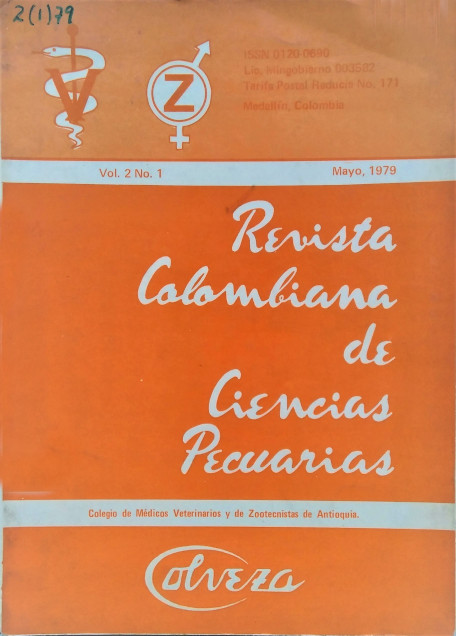 2(1)79
V
Z
ISSN 0120-0690
Lic. Mingobierno 003502
Tarifa Postal Reducida No. 171
Medellín, Colombia
Vol. 2 No. 1
Mayo, 1979
Revista
Colombiana
de
Ciencias
Pecuarias
Colegio de Médicos Veterinarios y de Zootecnistas de Antioquia.
Colveza